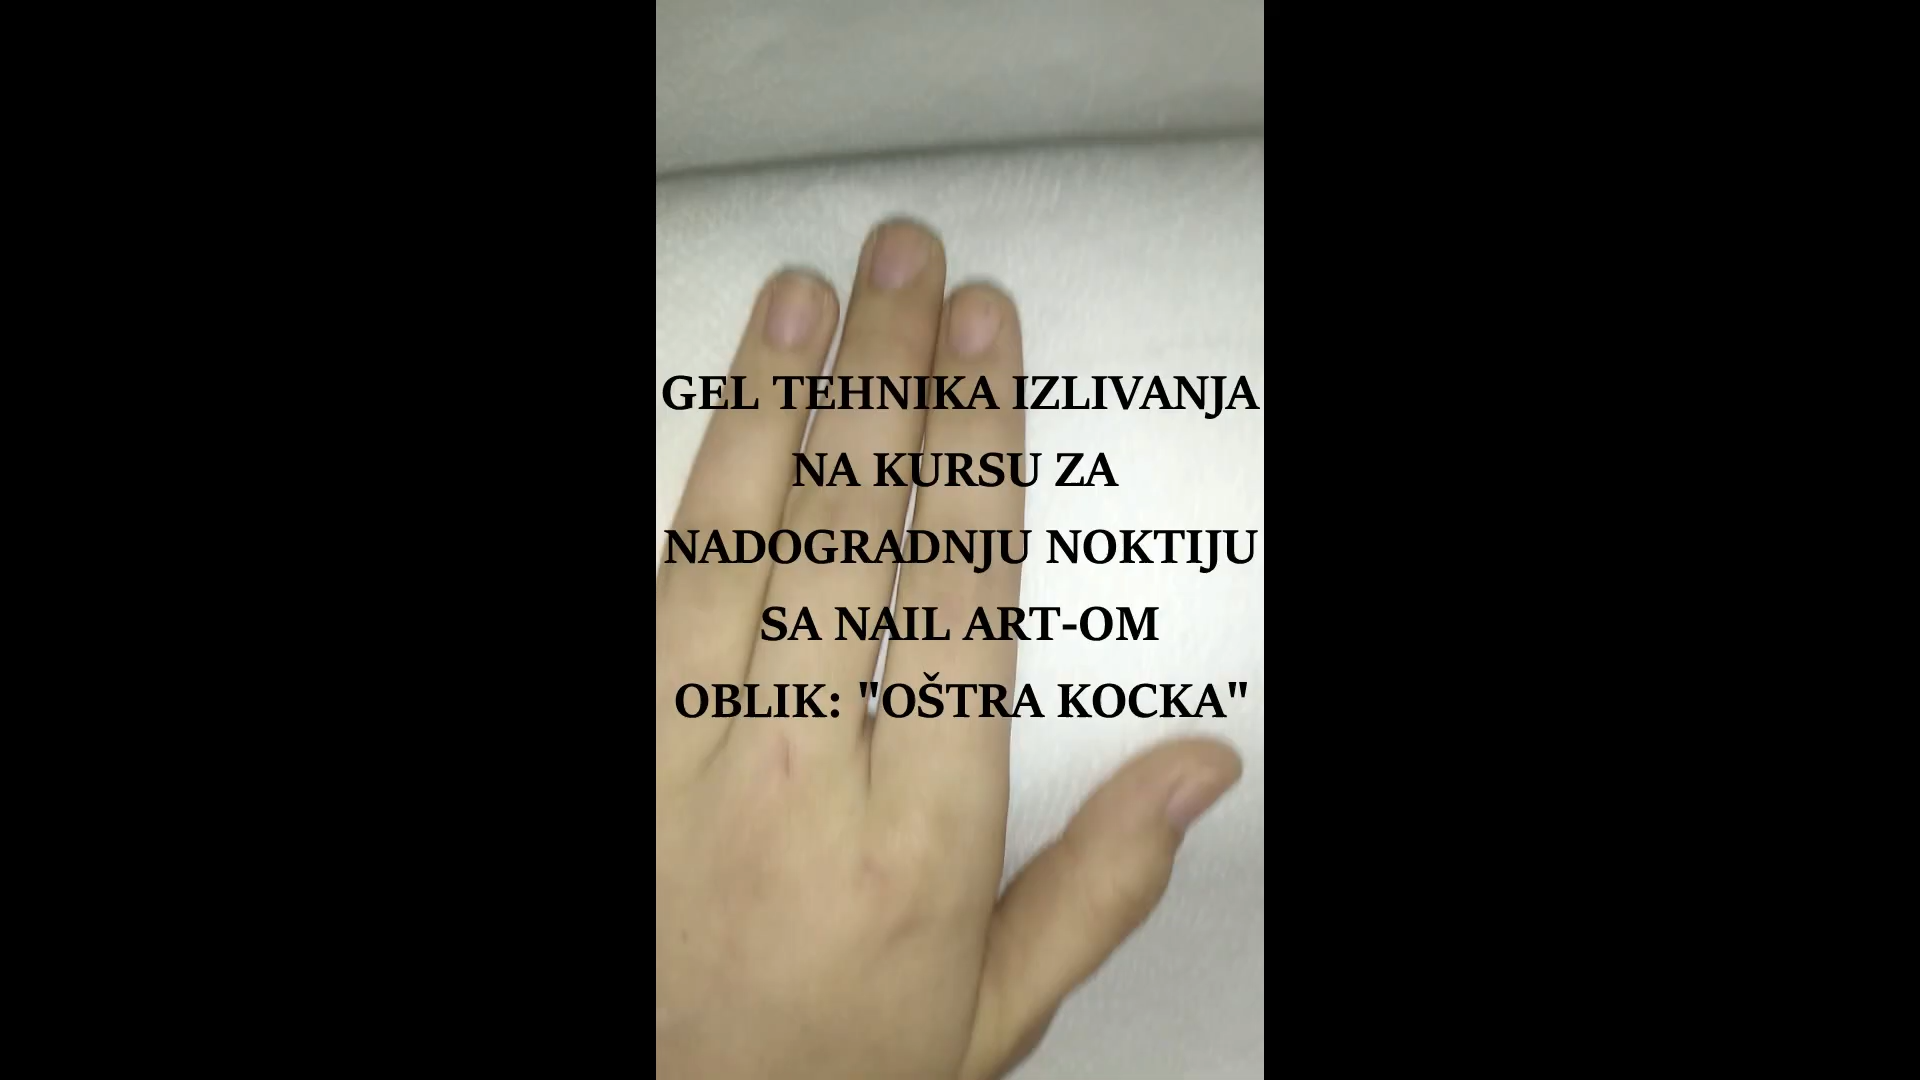 GEL TEHNIKA IZLIVANJA
NA KURSU ZA
NADOGRADNJU NOKTIJU
SA NAIL ART-OM
OBLIK: "OŠTRA KOCKA"